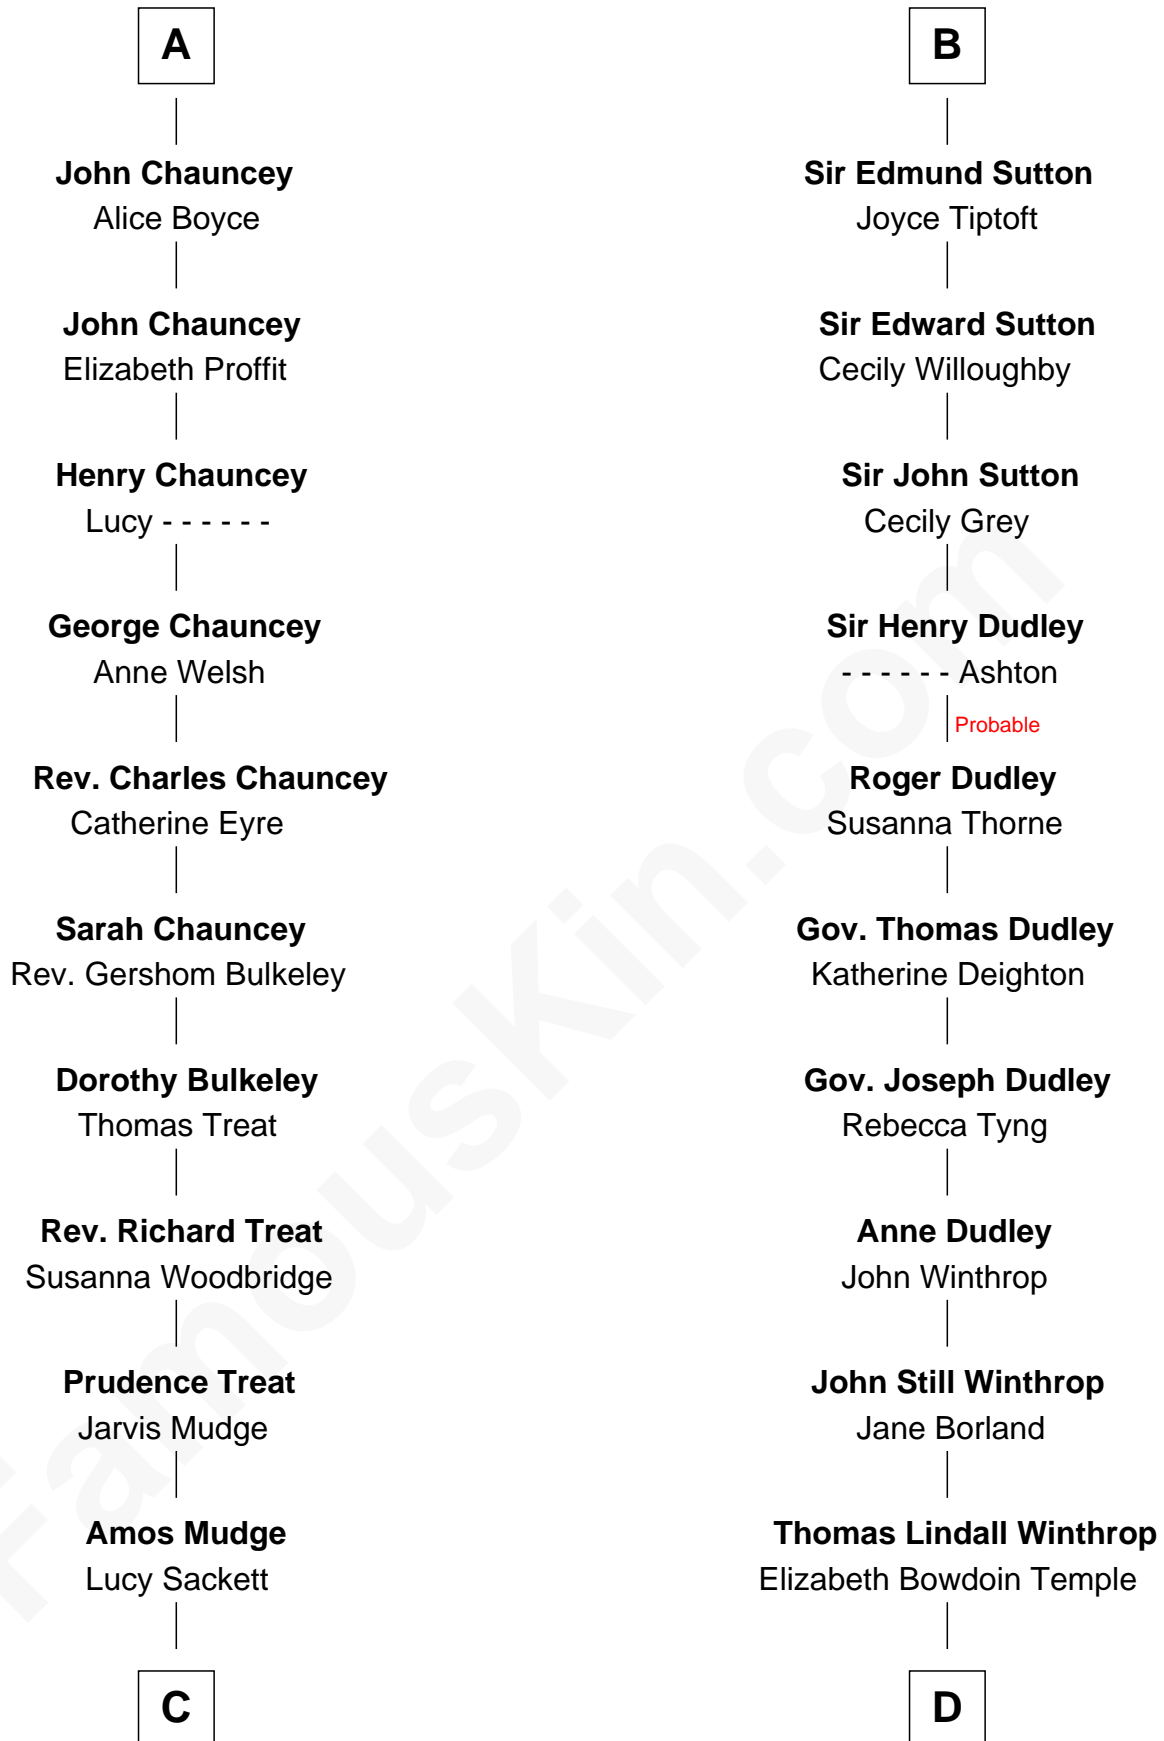 A
John Chauncey
Alice Boyce
John Chauncey
Elizabeth Proffit
Henry Chauncey
Lucy - - - - - -
George Chauncey
Anne Welsh
Rev. Charles Chauncey
Catherine Eyre
Sarah Chauncey
Rev. Gershom Bulkeley
Dorothy Bulkeley
Thomas Treat
Rev. Richard Treat
Susanna Woodbridge
Prudence Treat
Jarvis Mudge
Amos Mudge
Lucy Sackett
C
B
Sir Edmund Sutton
Joyce Tiptoft
Sir Edward Sutton
Cecily Willoughby
Sir John Sutton
Cecily Grey
Sir Henry Dudley
- - - - - - Ashton
Probable
Roger Dudley
Susanna Thorne
Gov. Thomas Dudley
Katherine Deighton
Gov. Joseph Dudley
Rebecca Tyng
Anne Dudley
John Winthrop
John Still Winthrop
Jane Borland
Thomas Lindall Winthrop
Elizabeth Bowdoin Temple
D
FamousKin.com